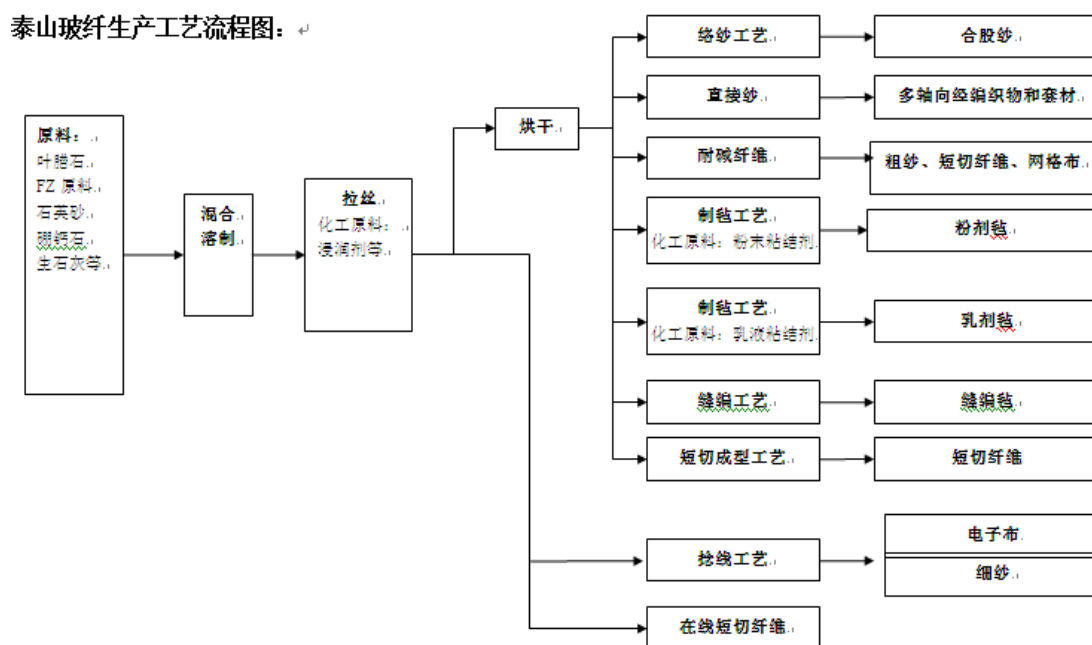 泰山玻纤生产工艺流程图：
原料：
叶腊石
FZ 原料
石英砂
硼钙石
生石灰等
混合
溶制
拉丝
化工原料：
浸润剂等
烘干
络纱工艺
合股纱
直接纱
多轴向经编织物和套材
耐碱纤维
粗纱、短切纤维、网格布
制毡工艺
化工原料：粉末粘结剂
粉剂毡
制毡工艺
化工原料：乳液粘结剂
乳剂毡
缝编工艺
缝编毡
短切成型工艺
短切纤维
捻线工艺
电子布
细纱
在线短切纤维